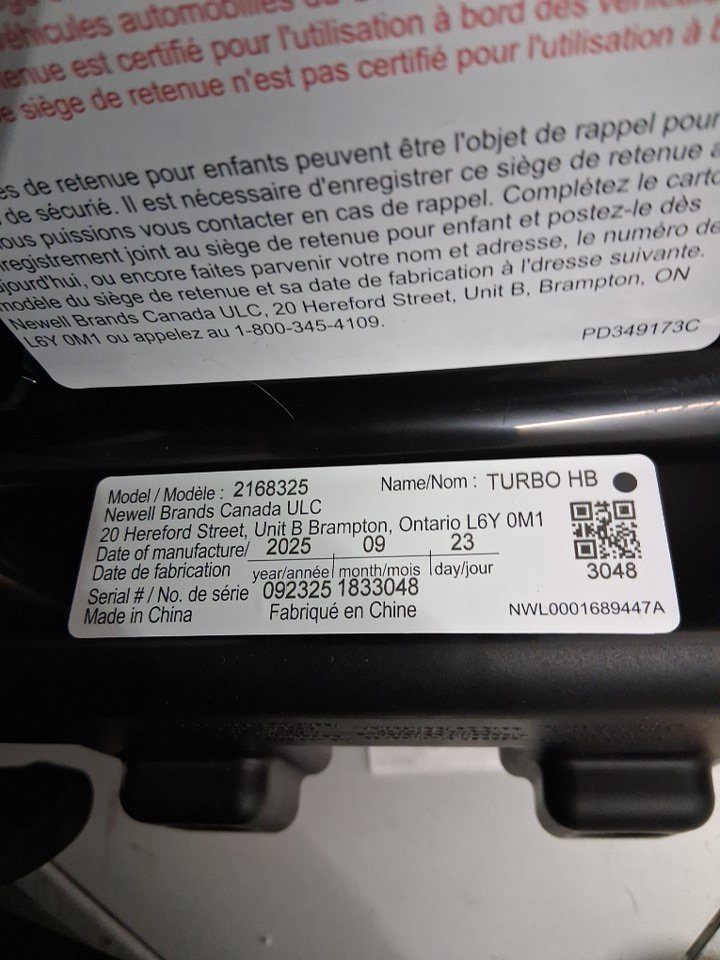 véhicules automobiles
tenue est certifié pour l'utilisation à bord des véhicules
e siège de retenue n'est pas certifié pour l'utilisation à
es de retenue pour enfants peuvent être l'objet de rappel pour
de sécurié. Il est nécessaire d'enregistrer ce siège de retenue a
ous puissions vous contacter en cas de rappel. Complétez le carto
nregistrement joint au siège de retenue pour enfant et postez-le dès
ujourd'hui, ou encore faites parvenir votre nom et adresse, le numéro de
modèle du siège de retenue et sa date de fabrication à l'dresse suivante.
Newell Brands Canada ULC, 20 Hereford Street, Unit B, Brampton, ON
L6Y 0M1 ou appelez au 1-800-345-4109.
PD349173C
Model / Modèle : 2168325 Name/Nom : TURBO HB
Newell Brands Canada ULC
20 Hereford Street, Unit B Brampton, Ontario L6Y 0M1
Date of manufacture/ 2025 09 23
Date de fabrication year/année month/mois day/jour
3048
Serial # / No. de série 092325 1833048
Made in China Fabriqué en Chine NWL0001689447A